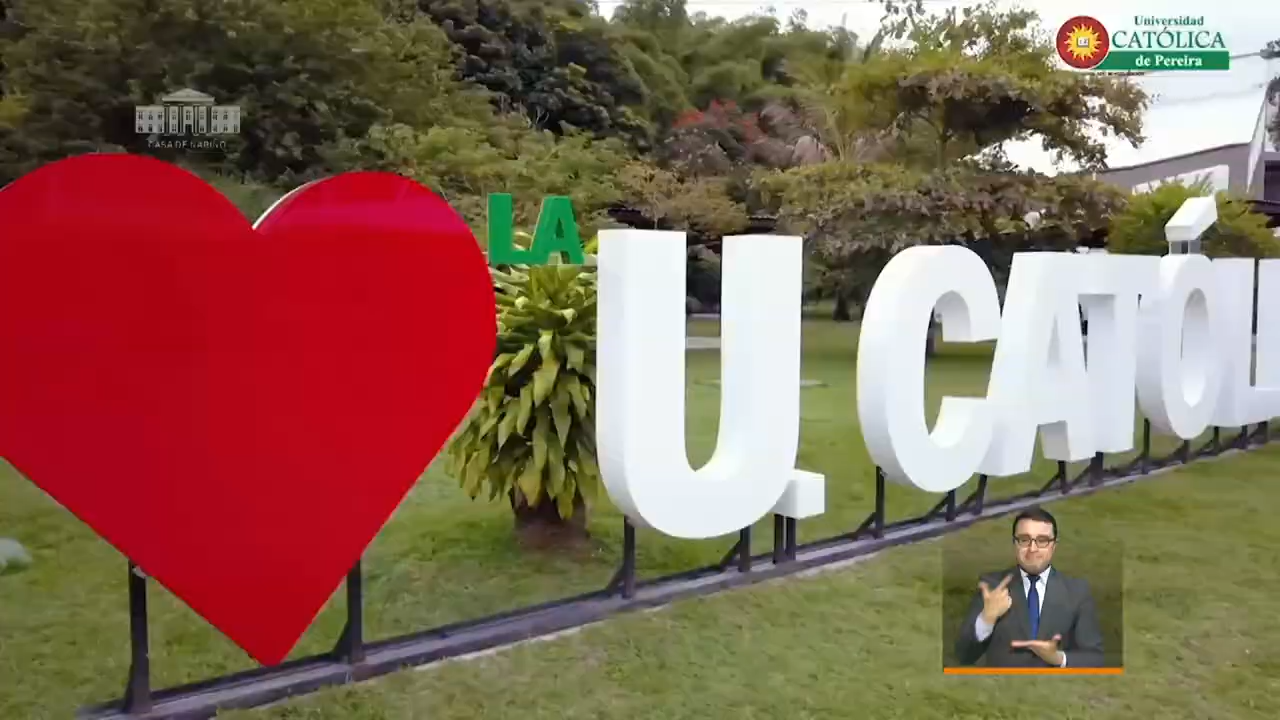 Universidad
CATÓLICA
de Pereira
CASA DE NARIÑO
LA
U. CATÓL